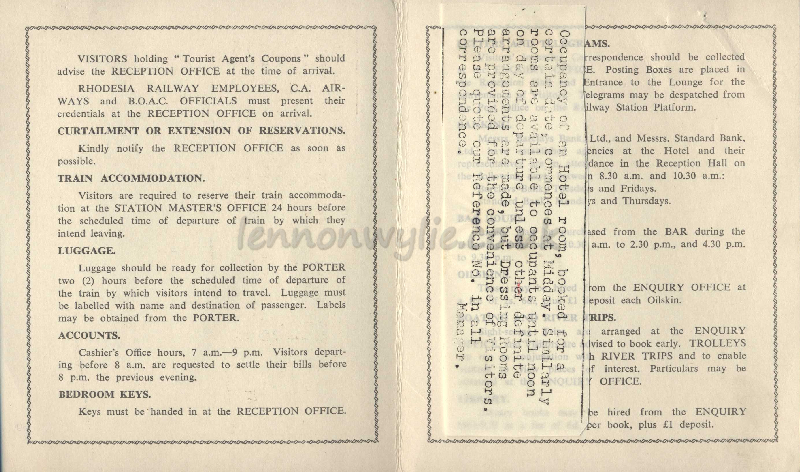 VISITORS holding "Tourist Agent's Coupons" should
advise the RECEPTION OFFICE at the time of arrival.
RHODESIA RAILWAY EMPLOYEES, C.A. AIR-
WAYS and B.O.A.C. OFFICIALS must present their
credentials at the RECEPTION OFFICE on arrival.
CURTAILMENT OR EXTENSION OF RESERVATIONS.
Kindly notify the RECEPTION OFFICE as soon as
possible.
TRAIN ACCOMMODATION.
Visitors are required to reserve their train accommoda-
tion at the STATION MASTER'S OFFICE 24 hours before
the scheduled time of departure of train by which they
intend leaving.
LUGGAGE.
Luggage should be ready for collection by the PORTER
two (2) hours before the scheduled time of departure of
the train by which visitors intend to travel. Luggage must
be labelled with name and destination of passenger. Labels
may be obtained from the PORTER.
ACCOUNTS.
Cashier's Office hours, 7 a.m.—9 p.m. Visitors depart-
ing before 8 a.m. are requested to settle their bills before
8 p.m. the previous evening.
BEDROOM KEYS.
Keys must be handed in at the RECEPTION OFFICE.
Occupancy of an Hotel room, booked for a
certain date, commences at Midday. Similarly
rooms are available to occupants until noon
on day of departure unless other definite
arrangements are made, but Dressing Rooms
are provided for the convenience of Visitors.
Please quote our Reference No. in all
correspondence.
Manager.
AMS.
rrespondence should be collected
E. Posting Boxes are placed in
Entrance to the Lounge for the
elegrams may be despatched from
ilway Station Platform.
Ltd., and Messrs. Standard Bank,
encies at the Hotel and their
dance in the Reception Hall on
n 8.30 a.m. and 10.30 a.m.:
s and Fridays.
ys and Thursdays.
ased from the BAR during the
a.m. to 2.30 p.m., and 4.30 p.m.
rom the ENQUIRY OFFICE at
eposit each Oilskin.
RIPS.
arranged at the ENQUIRY
vised to book early. TROLLEYS
h RIVER TRIPS and to enable
f interest. Particulars may be
OFFICE.
be hired from the ENQUIRY
per book, plus £1 deposit.
lennonwylie.co.uk